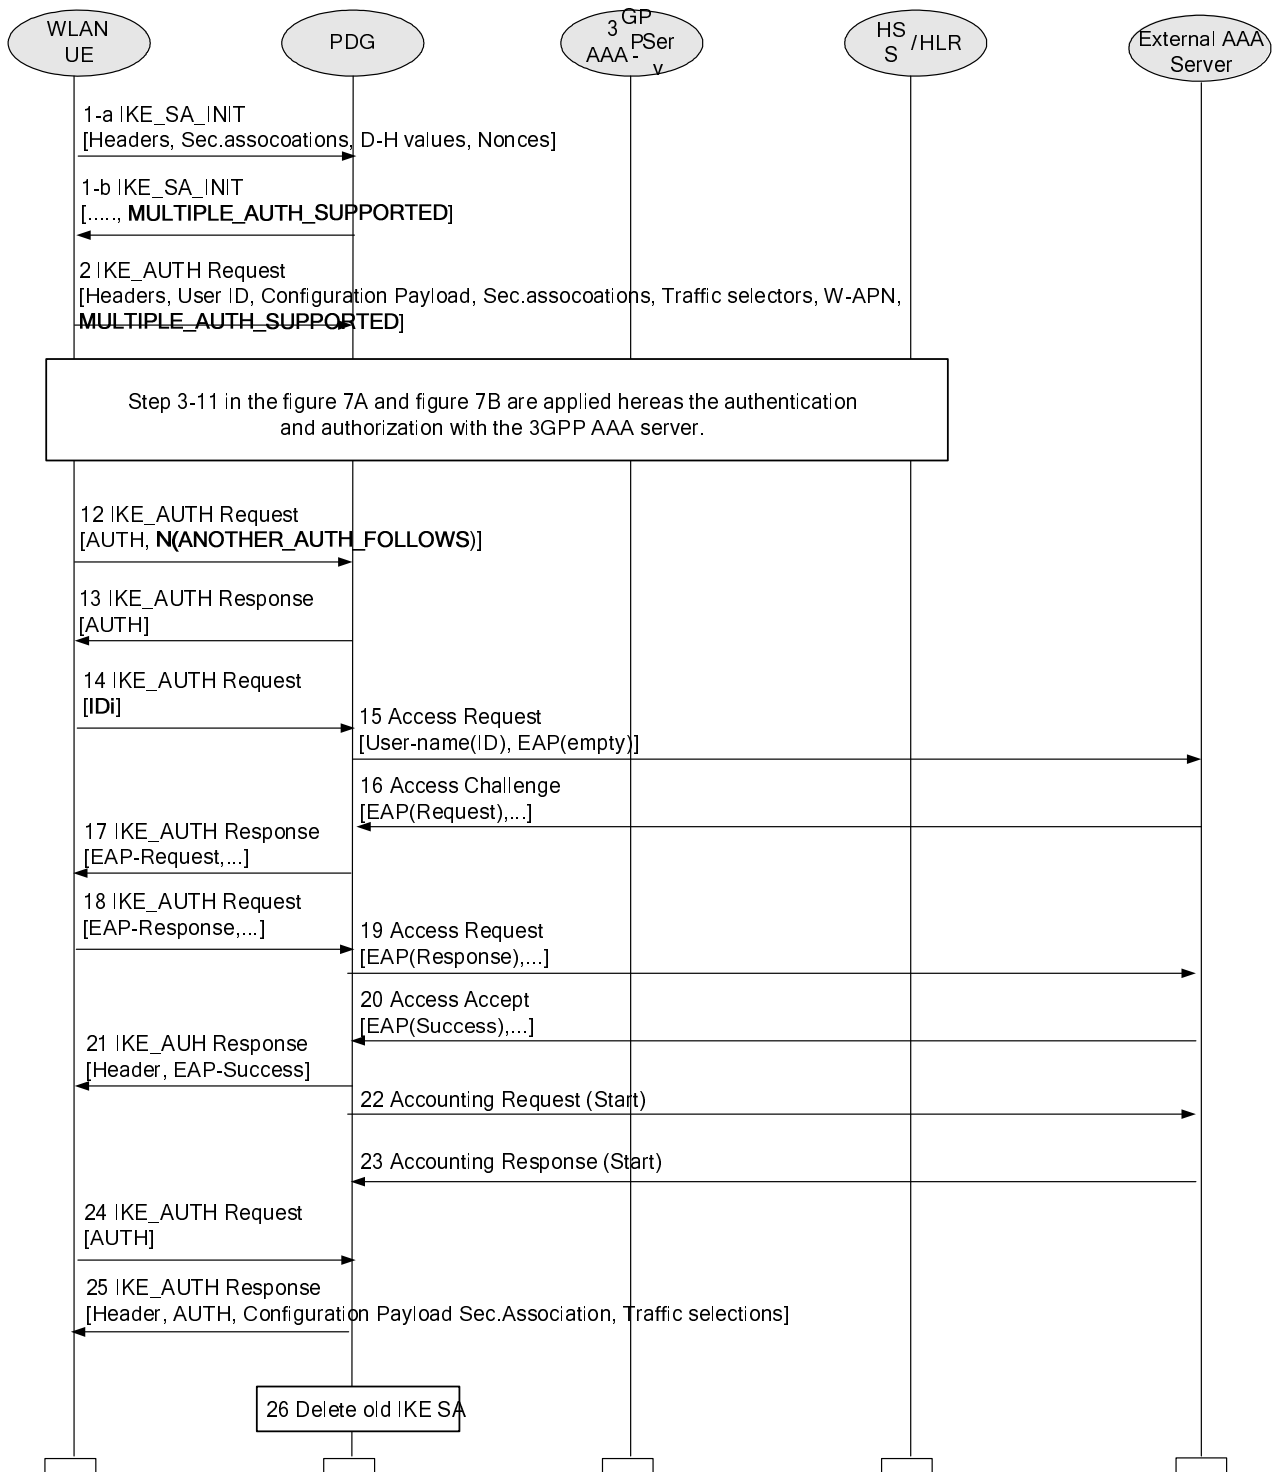 WLAN
UE
PDG
3GPP
AAA-Serv
HSS/HLR
External AAA
Server
1-a IKE_SA_INIT
[Headers, Sec.assocoations, D-H values, Nonces]
1-b IKE_SA_INIT
[....., MULTIPLE_AUTH_SUPPORTED]
2 IKE_AUTH Request
[Headers, User ID, Configuration Payload, Sec.assocoations, Traffic selectors, W-APN,
MULTIPLE_AUTH_SUPPORTED]
Step 3-11 in the figure 7A and figure 7B are applied hereas the authentication
and authorization with the 3GPP AAA server.
12 IKE_AUTH Request
[AUTH, N(ANOTHER_AUTH_FOLLOWS)]
13 IKE_AUTH Response
[AUTH]
14 IKE_AUTH Request
[IDi]
15 Access Request
[User-name(ID), EAP(empty)]
16 Access Challenge
[EAP(Request),...]
17 IKE_AUTH Response
[EAP-Request,...]
18 IKE_AUTH Request
[EAP-Response,...]
19 Access Request
[EAP(Response),...]
20 Access Accept
[EAP(Success),...]
21 IKE_AUH Response
[Header, EAP-Success]
22 Accounting Request (Start)
23 Accounting Response (Start)
24 IKE_AUTH Request
[AUTH]
25 IKE_AUTH Response
[Header, AUTH, Configuration Payload Sec.Association, Traffic selections]
26 Delete old IKE SA